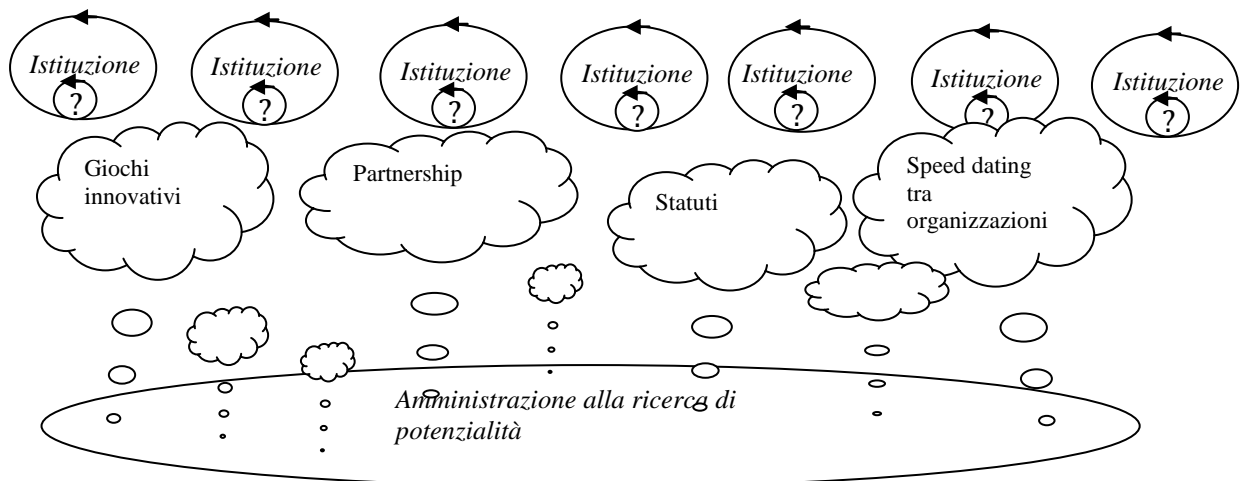 Istituzione Istituzione Istituzione Istituzione Istituzione Istituzione Istituzione
? ? ? ? ? ? ?
Giochi
innovativi
Partnership
Statuti
Speed dating
tra
organizzazioni
Amministrazione alla ricerca di
potenzialità